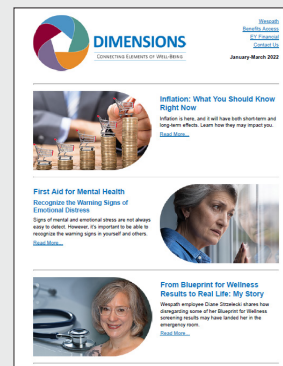 DIMENSIONS
CONNECTING ELEMENTS OF WELL-BEING
Wespath
Benefits Access
EY Financial
Contact Us
January-March 2022
Inflation: What You Should Know
Right Now
Inflation is here, and it will have both short-term and
long-term effects. Learn how they may impact you.
Read More...
First Aid for Mental Health
Recognize the Warning Signs of
Emotional Distress
Signs of mental and emotional stress are not always
easy to detect. However, it's important to be able to
recognize the warning signs in yourself and others.
Read More...
From Blueprint for Wellness
Results to Real Life: My Story
Wespath employee Diane Strzelecki shares how
disregarding some of her Blueprint for Wellness
screening results may have landed her in the
emergency room.
Read More...